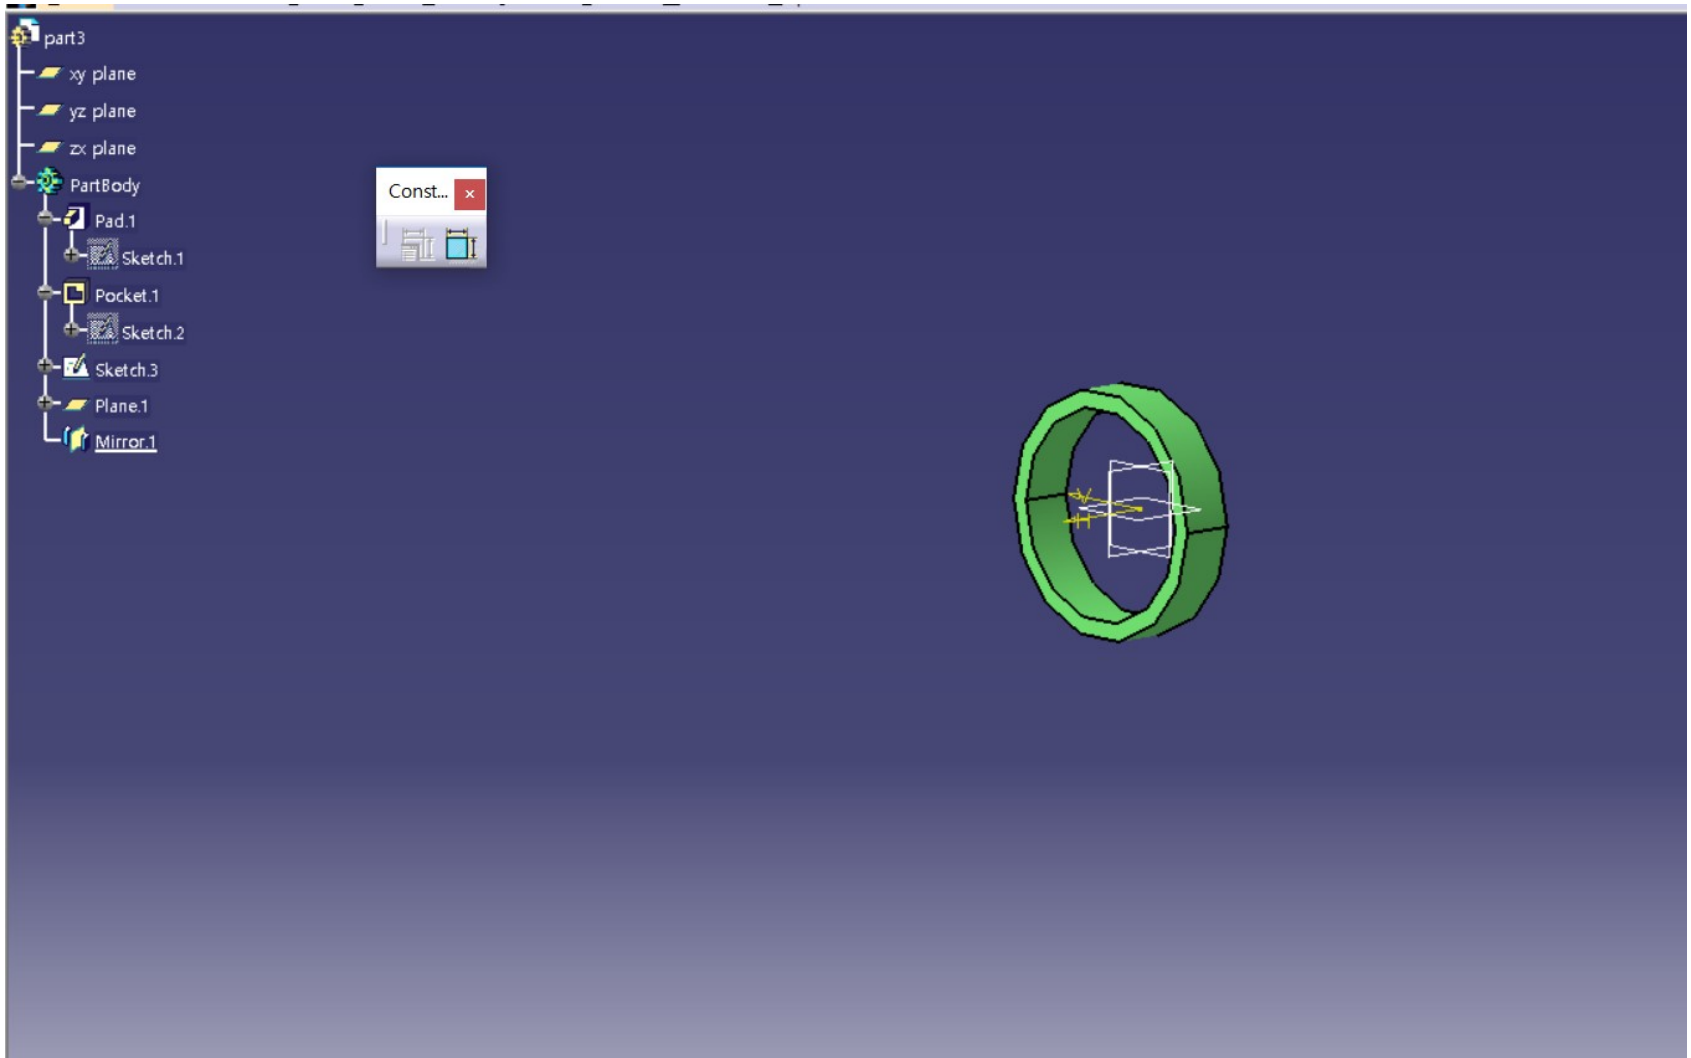 part3
xy plane
yz plane
zx plane
PartBody
Pad.1
Sketch.1
Pocket.1
Sketch.2
Sketch.3
Plane.1
Mirror.1
Const...
V
H